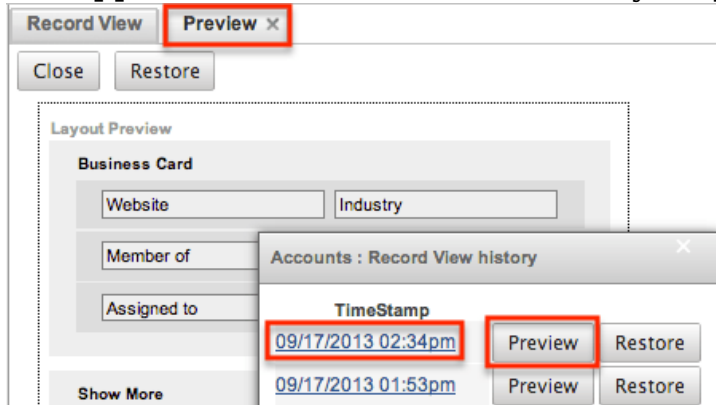 Record View Preview ×
Close Restore
Layout Preview
Business Card
Website Industry
Member of
Assigned to
Show More
Accounts : Record View history
×
TimeStamp
09/17/2013 02:34pm Preview Restore
09/17/2013 01:53pm Preview Restore